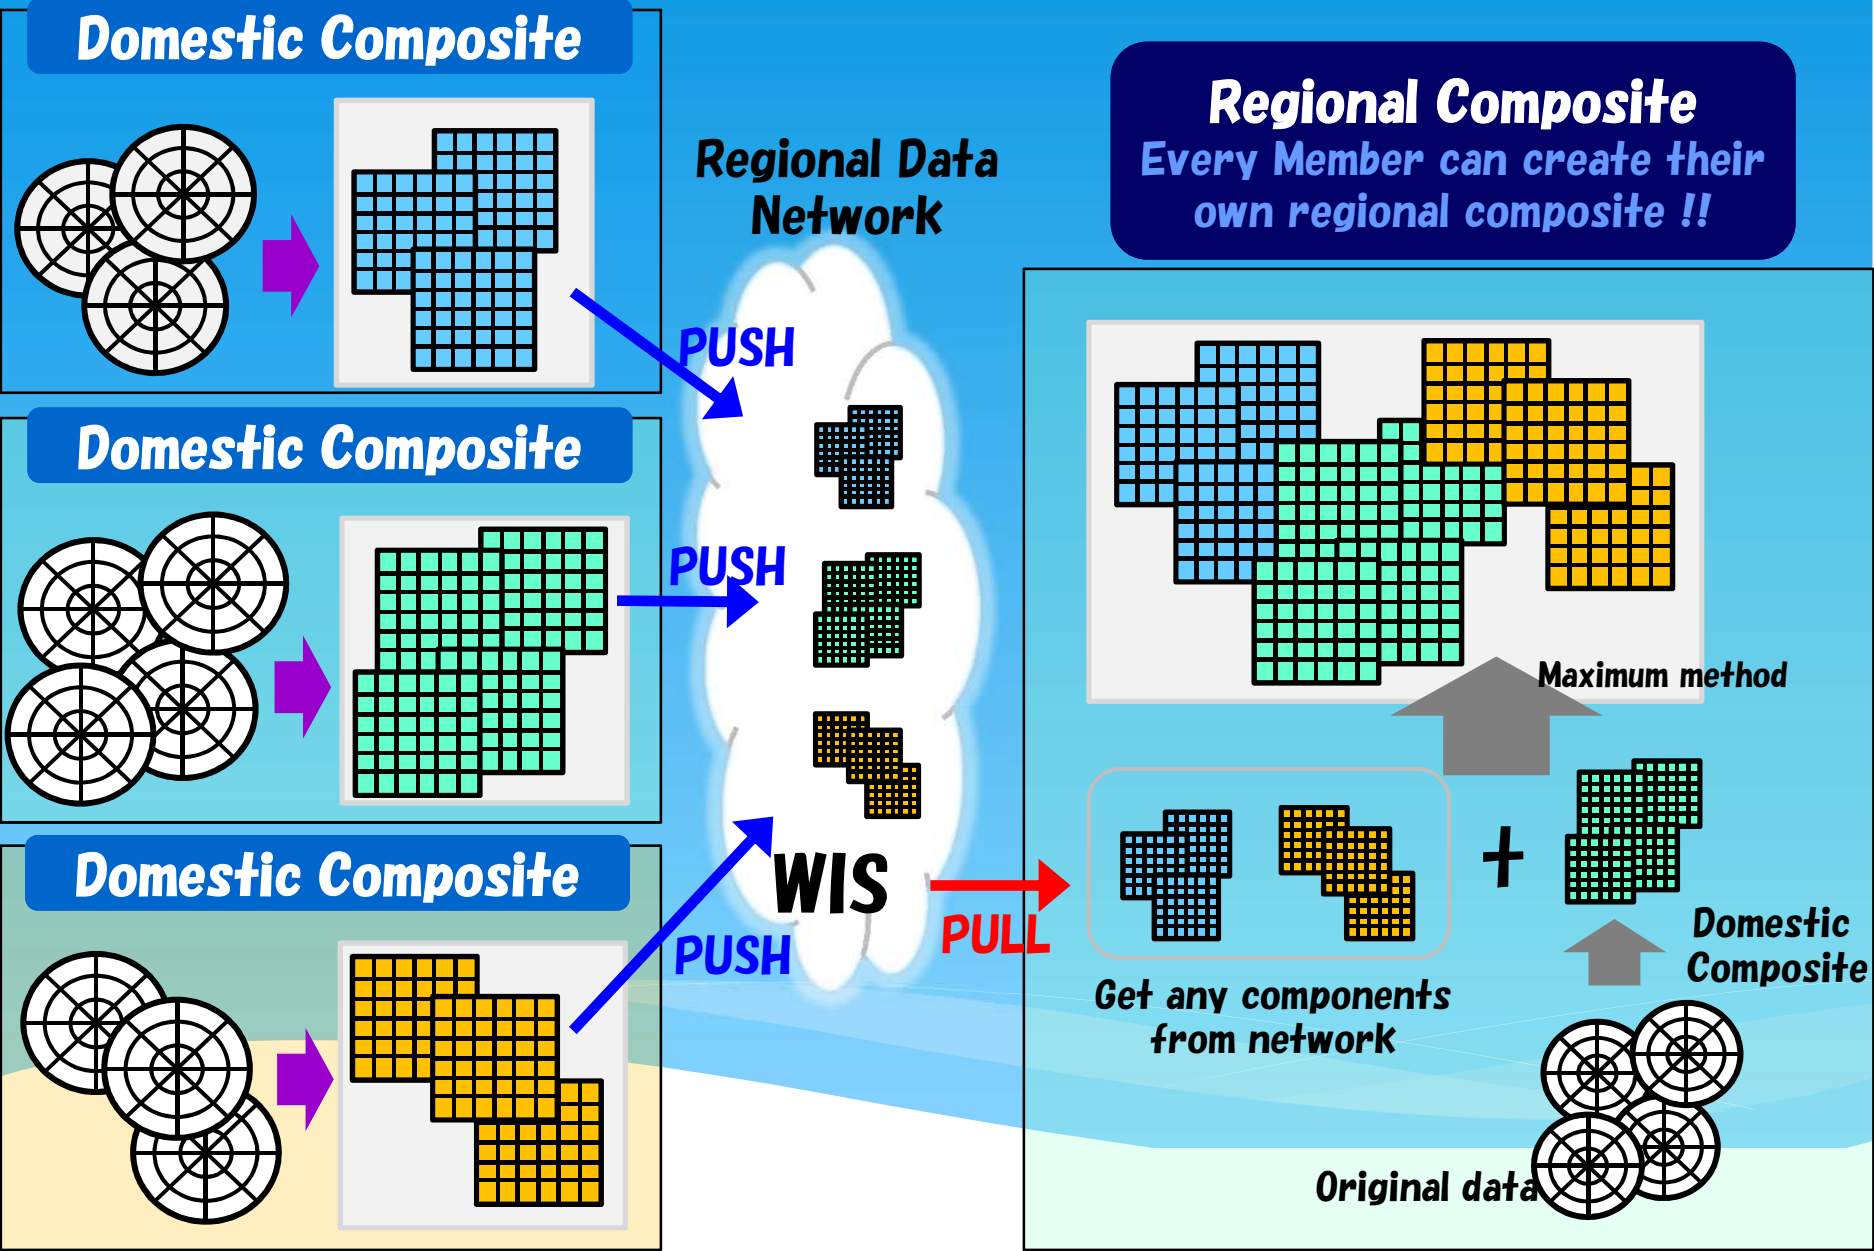 Domestic Composite
PUSH
Domestic Composite
PUSH
Domestic Composite
PUSH
Regional Data
Network
WIS
PULL
Regional Composite
Every Member can create their
own regional composite !!
Maximum method
+
Get any components
from network
Domestic
Composite
Original data